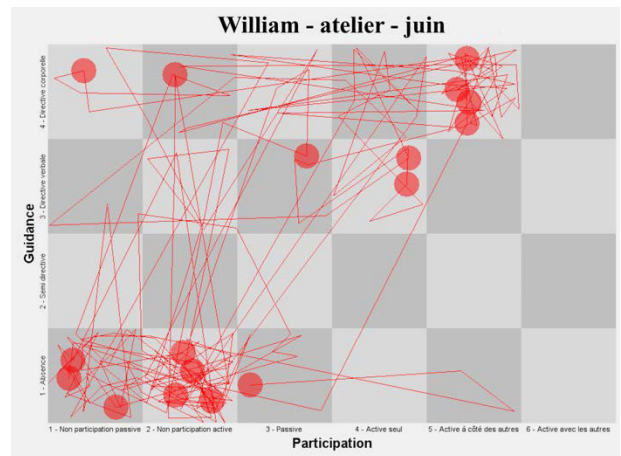 William - atelier - juin
4 - Directive corporelle
3 - Directive verbale
2 - Semi directive
1 - Absence
Guidance
1 - Non participation passive
2 - Non participation active
3 - Passive
4 - Active seul
5 - Active à côté des autres
6 - Active avec les autres
Participation